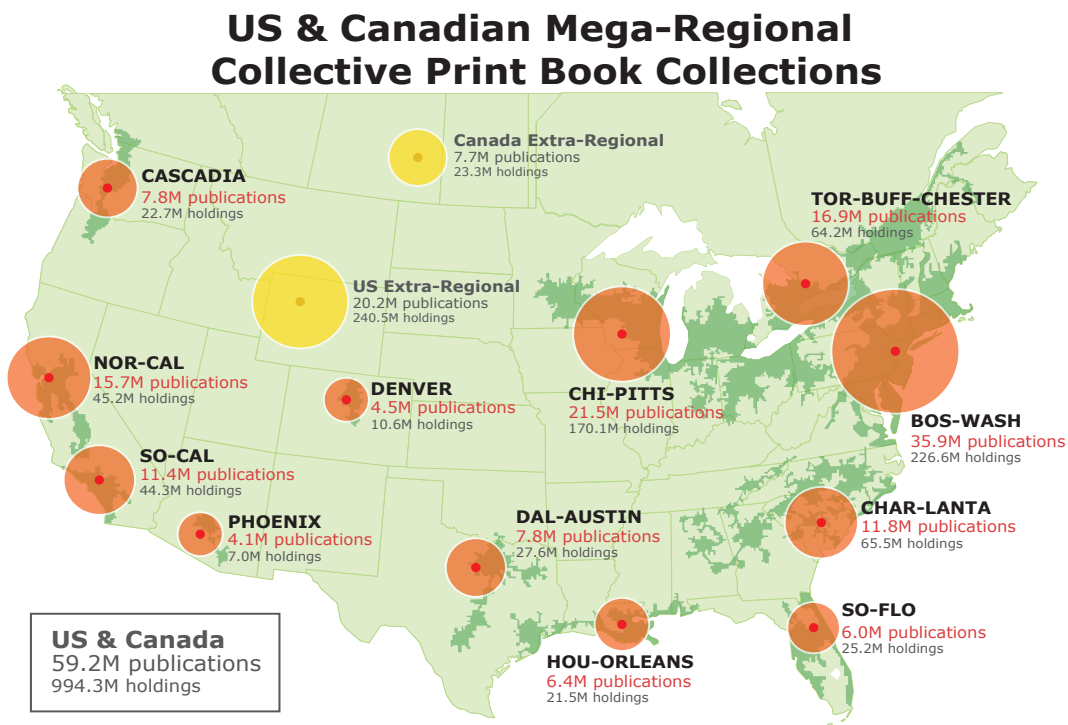 US & Canadian Mega-Regional
Collective Print Book Collections
Canada Extra-Regional
7.7M publications
23.3M holdings
CASCADIA
7.8M publications
22.7M holdings
TOR-BUFF-CHESTER
16.9M publications
64.2M holdings
US Extra-Regional
20.2M publications
240.5M holdings
NOR-CAL
15.7M publications
45.2M holdings
DENVER
4.5M publications
10.6M holdings
CHI-PITTS
21.5M publications
170.1M holdings
BOS-WASH
35.9M publications
226.6M holdings
SO-CAL
11.4M publications
44.3M holdings
PHOENIX
4.1M publications
7.0M holdings
DAL-AUSTIN
7.8M publications
27.6M holdings
CHAR-LANTA
11.8M publications
65.5M holdings
SO-FLO
6.0M publications
25.2M holdings
HOU-ORLEANS
6.4M publications
21.5M holdings
US & Canada
59.2M publications
994.3M holdings